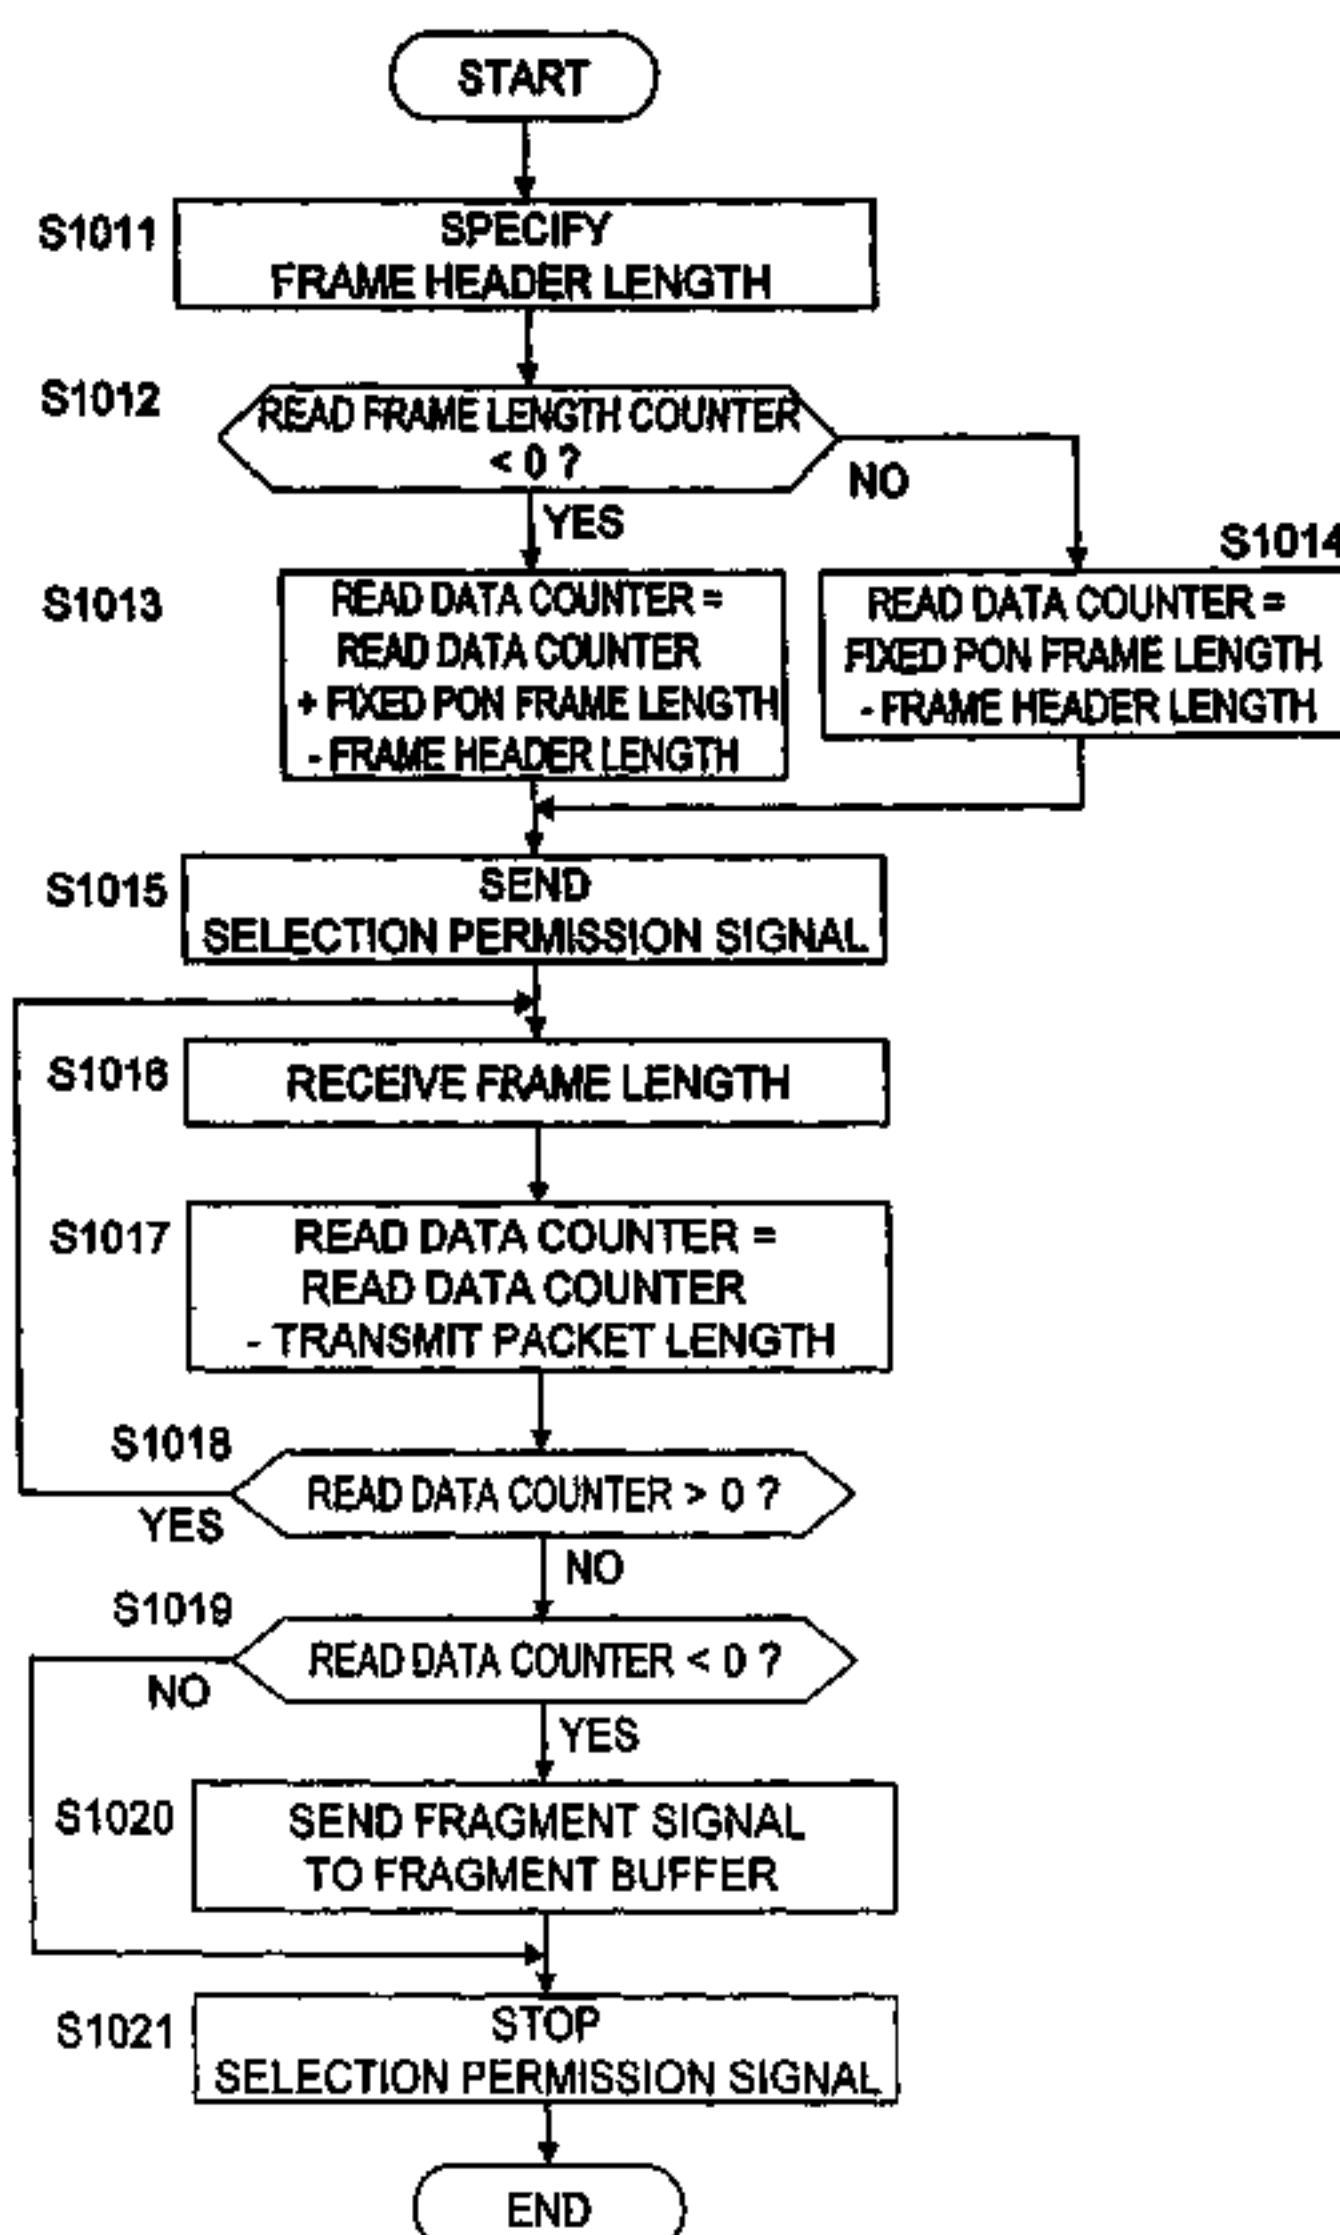 START
S1011
SPECIFY
FRAME HEADER LENGTH
S1012
READ FRAME LENGTH COUNTER
< 0 ?
NO
YES
S1014
S1013
READ DATA COUNTER =
READ DATA COUNTER
+ FIXED PON FRAME LENGTH
- FRAME HEADER LENGTH
READ DATA COUNTER =
FIXED PON FRAME LENGTH
- FRAME HEADER LENGTH
S1015
SEND
SELECTION PERMISSION SIGNAL
S1016
RECEIVE FRAME LENGTH
S1017
READ DATA COUNTER =
READ DATA COUNTER
- TRANSMIT PACKET LENGTH
S1018
READ DATA COUNTER > 0 ?
YES
NO
S1019
READ DATA COUNTER < 0 ?
NO
YES
S1020
SEND FRAGMENT SIGNAL
TO FRAGMENT BUFFER
S1021
STOP
SELECTION PERMISSION SIGNAL
END